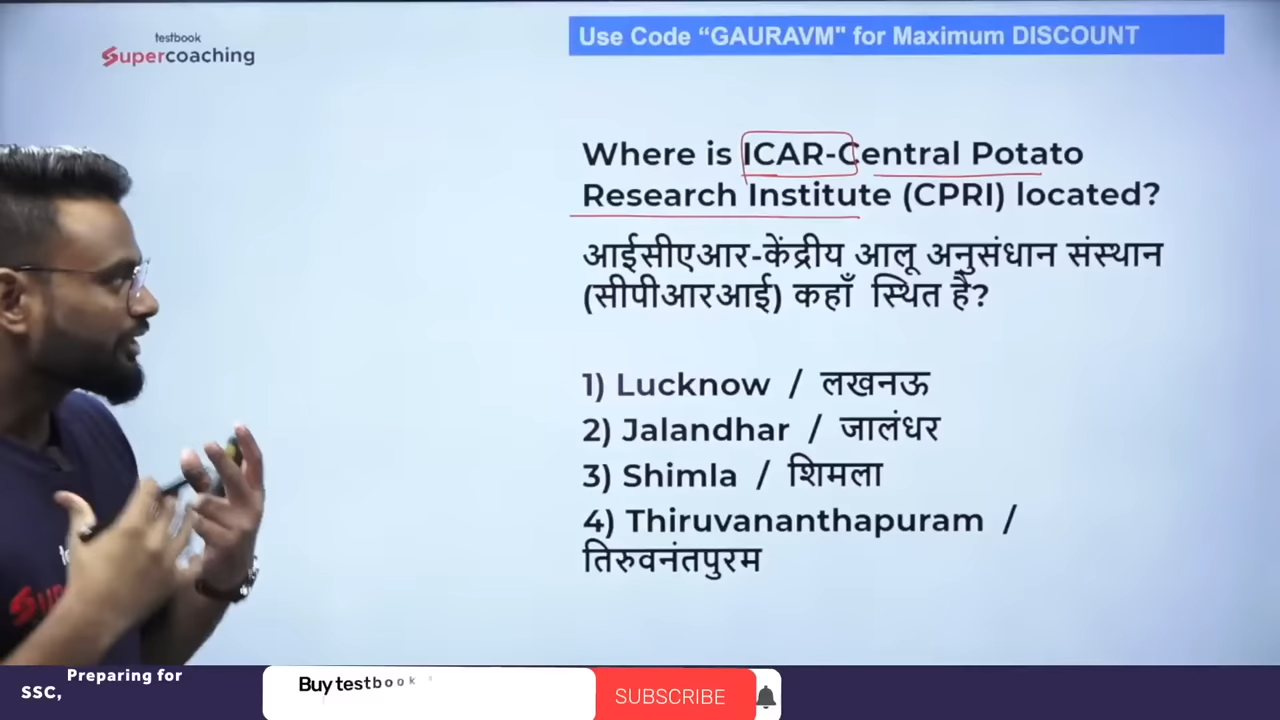 testbook
Supercoaching
Use Code “GAURAVM" for Maximum DISCOUNT
Where is ICAR-Central Potato
Research Institute (CPRI) located?
आईसीएआर-केंद्रीय आलू अनुसंधान संस्थान
(सीपीआरआई) कहाँ स्थित है?
1) Lucknow / लखनऊ
2) Jalandhar / जालंधर
3) Shimla / शिमला
4) Thiruvananthapuram /
तिरुवनंतपुरम
Preparing for
SSC,
Buy testbook
SUBSCRIBE